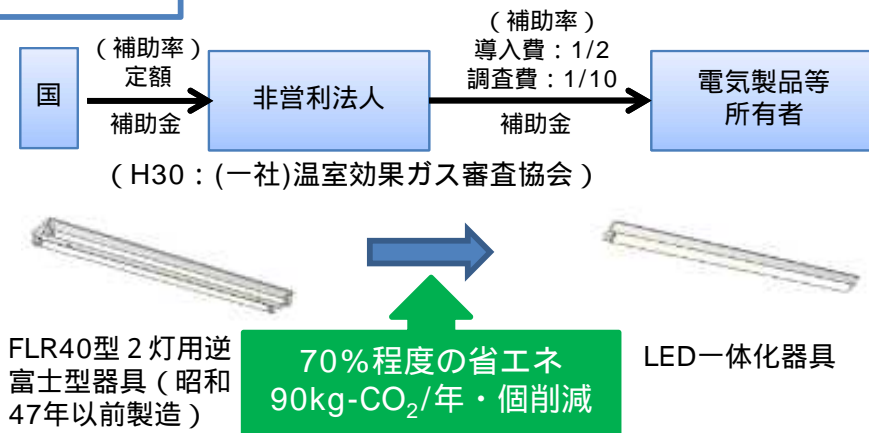 国
（補助率）
定額
補助金
非営利法人
（補助率）
導入費：1/2
調査費：1/10
補助金
電気製品等
所有者
（H30：(一社)温室効果ガス審査協会）
FLR40型２灯用逆
富士型器具（昭和
47年以前製造）
70％程度の省エネ
90kg-CO₂/年・個削減
LED一体化器具